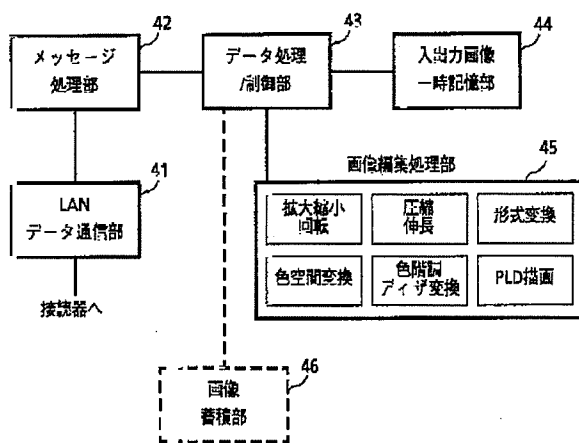 42
メッセージ
処理部
43
データ処理
/制御部
44
入出力画像
一時記憶部
41
LAN
データ通信部
接続器へ
画像編集処理部
45
拡大縮小
回転
圧縮
伸長
形式変換
色空間変換
色階調
ディザ変換
PLD描画
46
画像
蓄積部